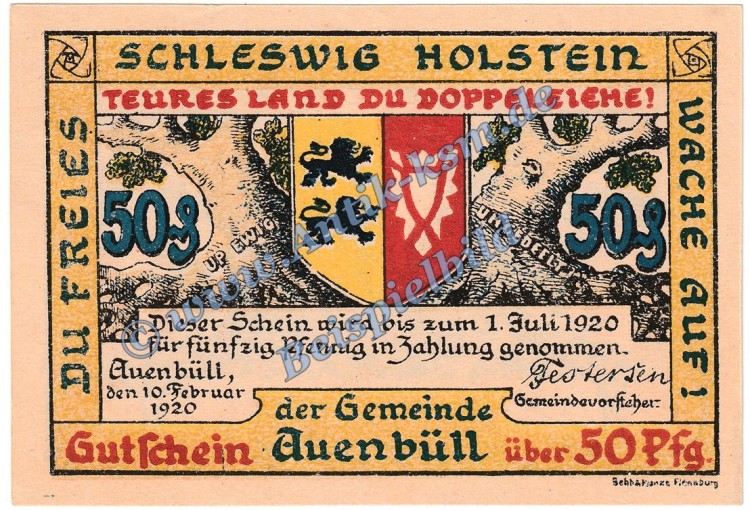 SCHLESWIG HOLSTEIN
TEURES LAND DU DOPPELEICHE!
DU FREIES
WACHE AUF!
50
50
UP EWIG
UNGEDEELT
Dieser Schein wird bis zum 1. Juli 1920
für fünfzig Pfennig in Zahlung genommen.
Auenbüll,
den 10. Februar
1920
Gemeindevorsteher.
der Gemeinde
Gutschein Auenbüll über 50 Pfg.
Flensburg
© www.Antik-ksm.de
Beispielbild